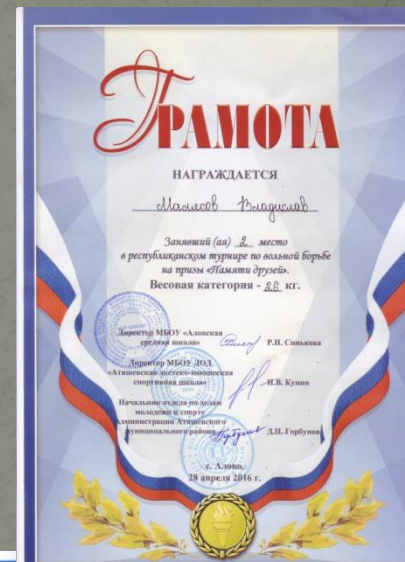 ГРАМОТА
НАГРАЖДАЕТСЯ
Владислав
Занявший (ая) 2 место
в республиканском турнире по вольной борьбе
на призы «Памяти друзей».
Весовая категория - 26 кг.
Директор МБОУ «Аловская
средняя школа» Р.Н. Синькова
Директор МБОУ ДОД
«Атяшевская детско-юношеская
спортивная школа» И.В. Кунин
Начальник отдела по делам
молодежи и спорту
администрации Атяшевского
муниципального района Д.П. Горбунов
с. Алово,
28 апреля 2016 г.